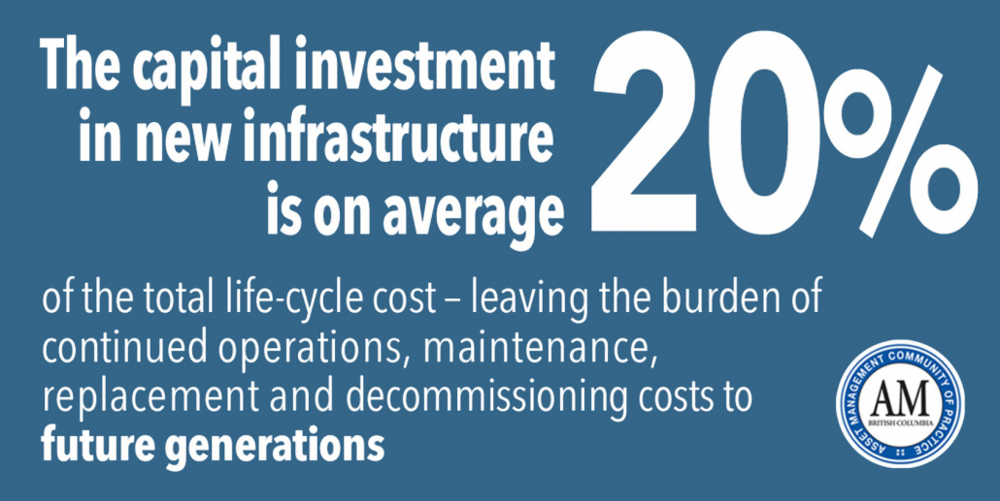 The capital investment
in new infrastructure
is on average
20%
of the total life-cycle cost – leaving the burden of
continued operations, maintenance,
replacement and decommissioning costs to
future generations
ASSET MANAGEMENT COMMUNITY OF PRACTICE
AM
BRITISH COLUMBIA